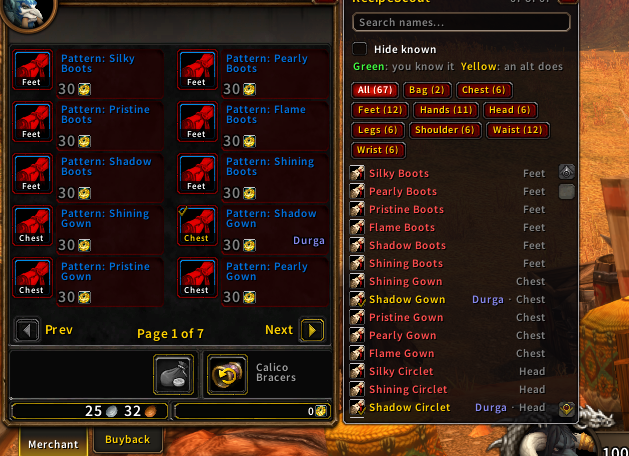 Search names...
Hide known
Green: you know it Yellow: an alt does
All (67) Bag (2) Chest (6)
Feet (12) Hands (11) Head (6)
Legs (6) Shoulder (6) Waist (12)
Wrist (6)
Silky Boots Feet
Pearly Boots Feet
Pristine Boots Feet
Flame Boots Feet
Shadow Boots Feet
Shining Boots Feet
Shining Gown Chest
Shadow Gown Durga · Chest
Pristine Gown Chest
Pearly Gown Chest
Flame Gown Chest
Silky Circlet Head
Shining Circlet Head
Shadow Circlet Durga · Head
Pattern: Silky
Boots
Feet
30
Pattern: Pearly
Boots
Feet
30
Pattern: Pristine
Boots
Feet
30
Pattern: Flame
Boots
Feet
30
Pattern: Shadow
Boots
Feet
30
Pattern: Shining
Boots
Feet
30
Pattern: Shining
Gown
Chest
30
Pattern: Shadow
Gown
Chest
30
Durga
Pattern: Pristine
Gown
Chest
30
Pattern: Pearly
Gown
Chest
30
Prev Page 1 of 7 Next
Calico
Bracers
25 32 0
Merchant Buyback
100